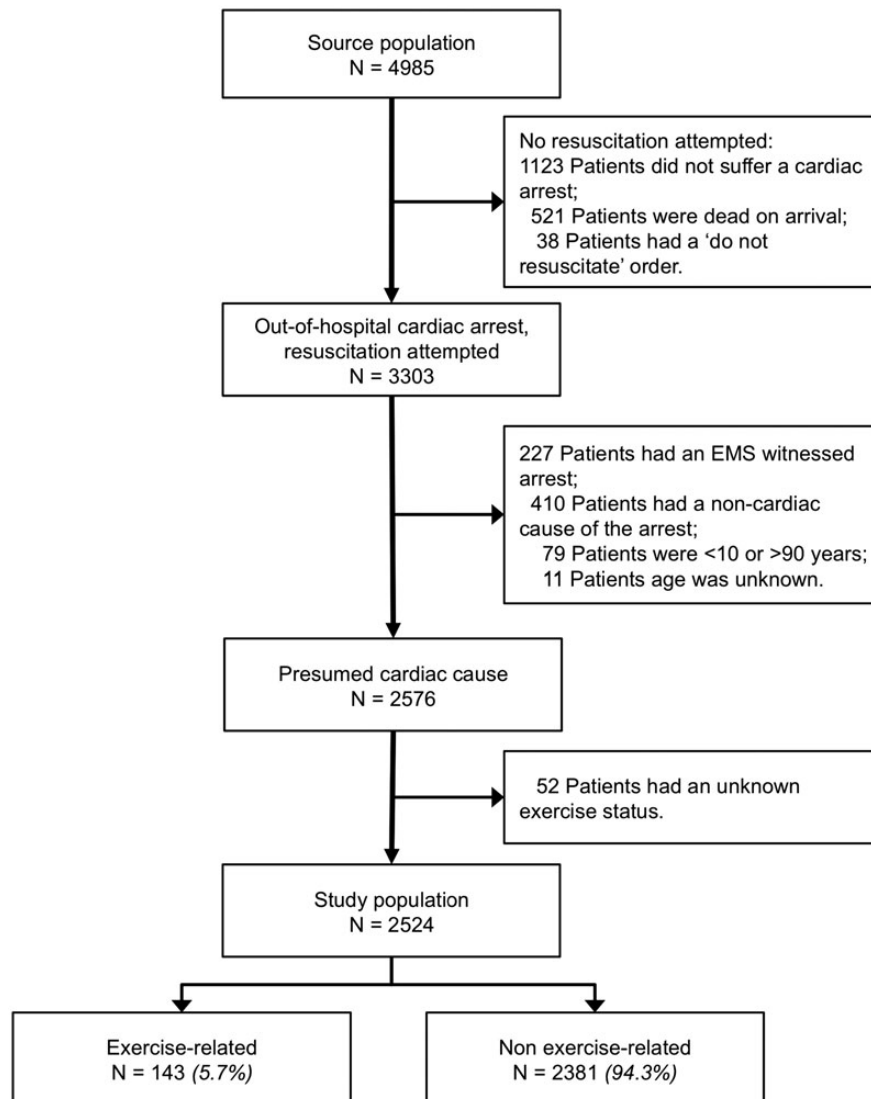 Source population
N = 4985
No resuscitation attempted:
1123 Patients did not suffer a cardiac
arrest;
521 Patients were dead on arrival;
38 Patients had a ‘do not
resuscitate’ order.
Out-of-hospital cardiac arrest,
resuscitation attempted
N = 3303
227 Patients had an EMS witnessed
arrest;
410 Patients had a non-cardiac
cause of the arrest;
79 Patients were <10 or >90 years;
11 Patients age was unknown.
Presumed cardiac cause
N = 2576
52 Patients had an unknown
exercise status.
Study population
N = 2524
Exercise-related
N = 143 (5.7%)
Non exercise-related
N = 2381 (94.3%)